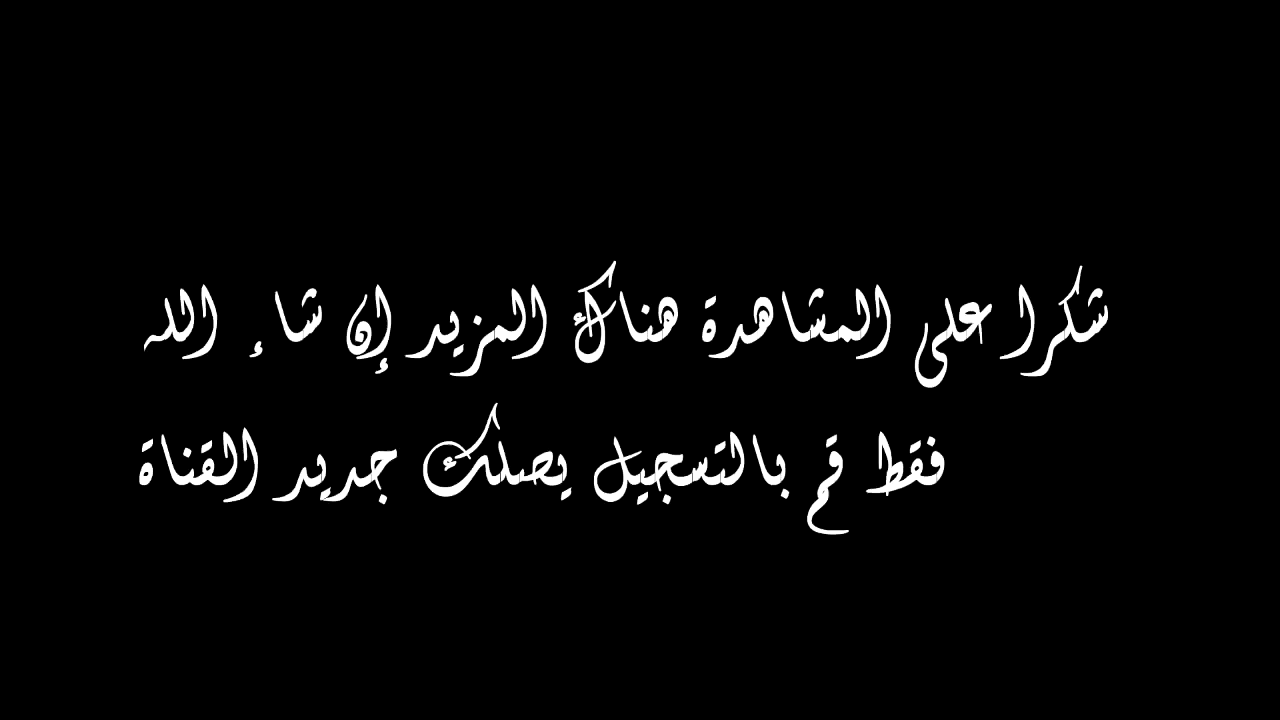 شكرا على المشاهدة هناك المزيد إن شاء الله
فقط قم بالتسجيل يصلك جديد القناة